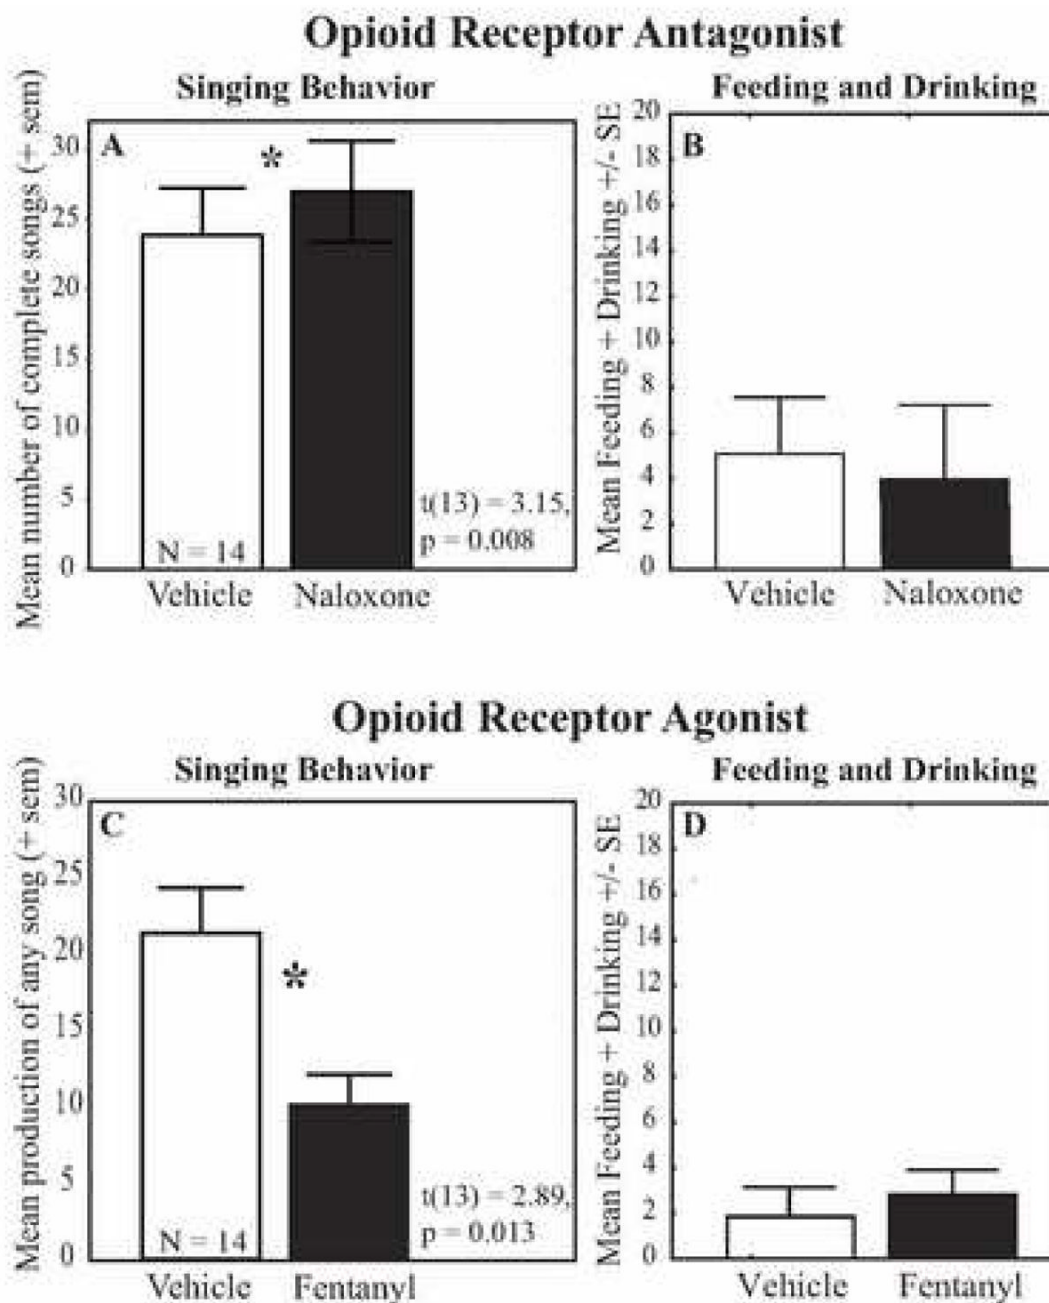 Opioid Receptor Antagonist
Singing Behavior
Feeding and Drinking
Mean number of complete songs (+ sem)
30
25
20
15
10
5
0
A
*
N = 14
t(13) = 3.15,
p = 0.008
Vehicle
Naloxone
Mean Feeding + Drinking +/- SE
20
18
16
14
12
10
8
6
4
2
0
B
Vehicle
Naloxone
Opioid Receptor Agonist
Singing Behavior
Feeding and Drinking
Mean production of any song (+ sem)
30
25
20
15
10
5
0
C
*
N = 14
t(13) = 2.89,
p = 0.013
Vehicle
Fentanyl
Mean Feeding + Drinking +/- SE
20
18
16
14
12
10
8
6
4
2
0
D
Vehicle
Fentanyl